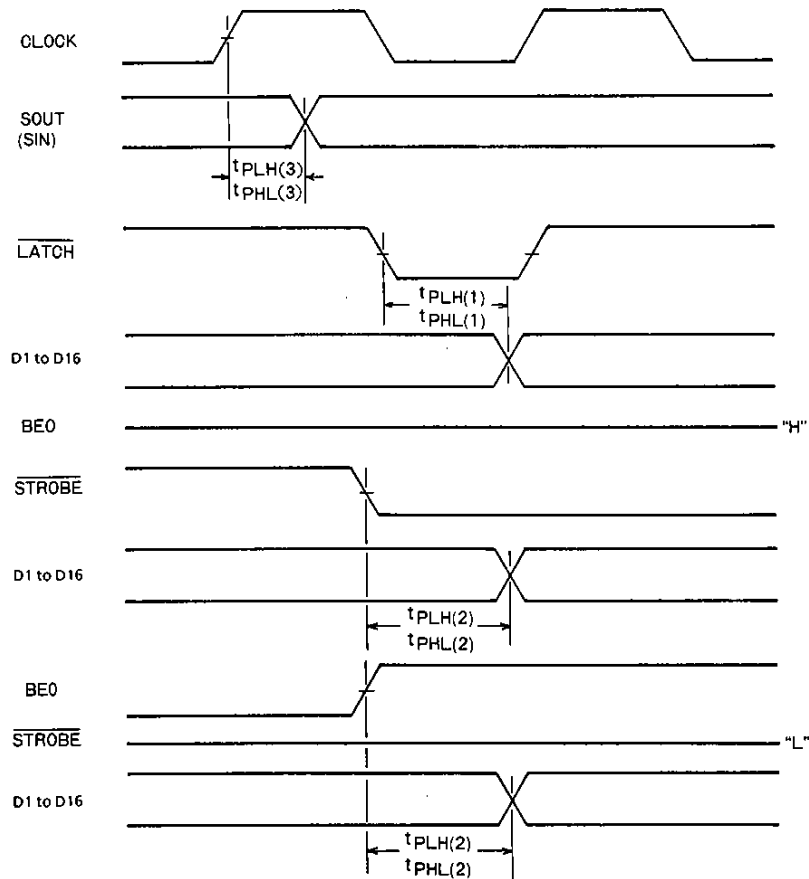 CLOCK
SOUT
(SIN)
tPLH(3)
tPHL(3)
LATCH
tPLH(1)
tPHL(1)
D1 to D16
BEO "H"
STROBE
D1 to D16
tPLH(2)
tPHL(2)
BEO
STROBE "L"
D1 to D16
tPLH(2)
tPHL(2)